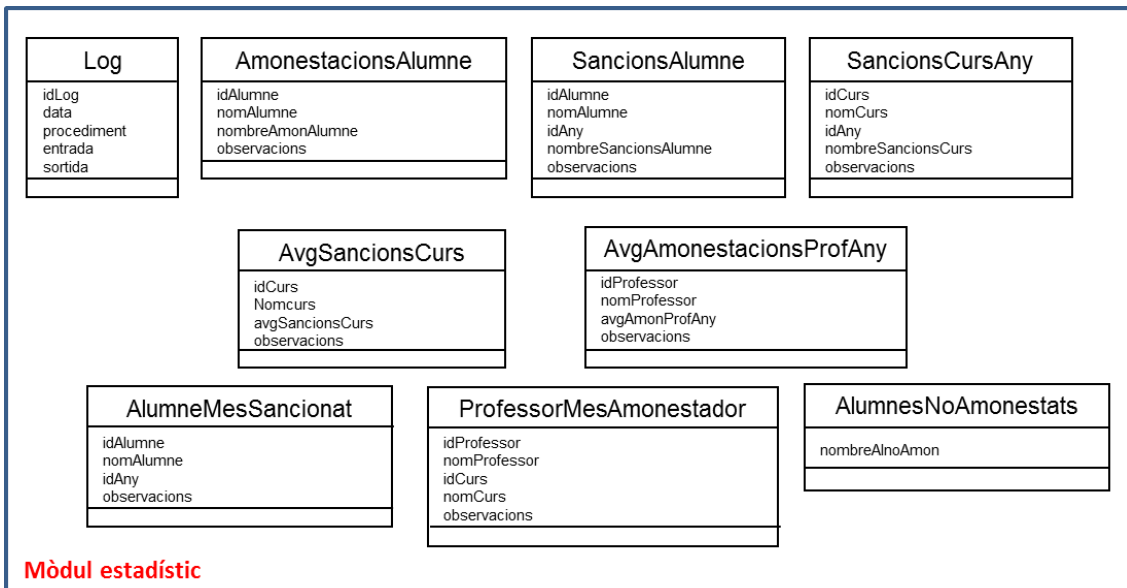 Log
idLog
data
procediment
entrada
sortida
AmonestacionsAlumne
idAlumne
nomAlumne
nombreAmonAlumne
observacions
SancionsAlumne
idAlumne
nomAlumne
idAny
nombreSancionsAlumne
observacions
SancionsCursAny
idCurs
nomCurs
idAny
nombreSancionsCurs
observacions
AvgSancionsCurs
idCurs
Nomcurs
avgSancionsCurs
observacions
AvgAmonestacionsProfAny
idProfessor
nomProfessor
avgAmonProfAny
observacions
AlumneMesSancionat
idAlumne
nomAlumne
idAny
observacions
ProfessorMesAmonestador
idProfessor
nomProfessor
idCurs
nomCurs
observacions
AlumnesNoAmonestats
nombreAlnoAmon
Mòdul estadístic